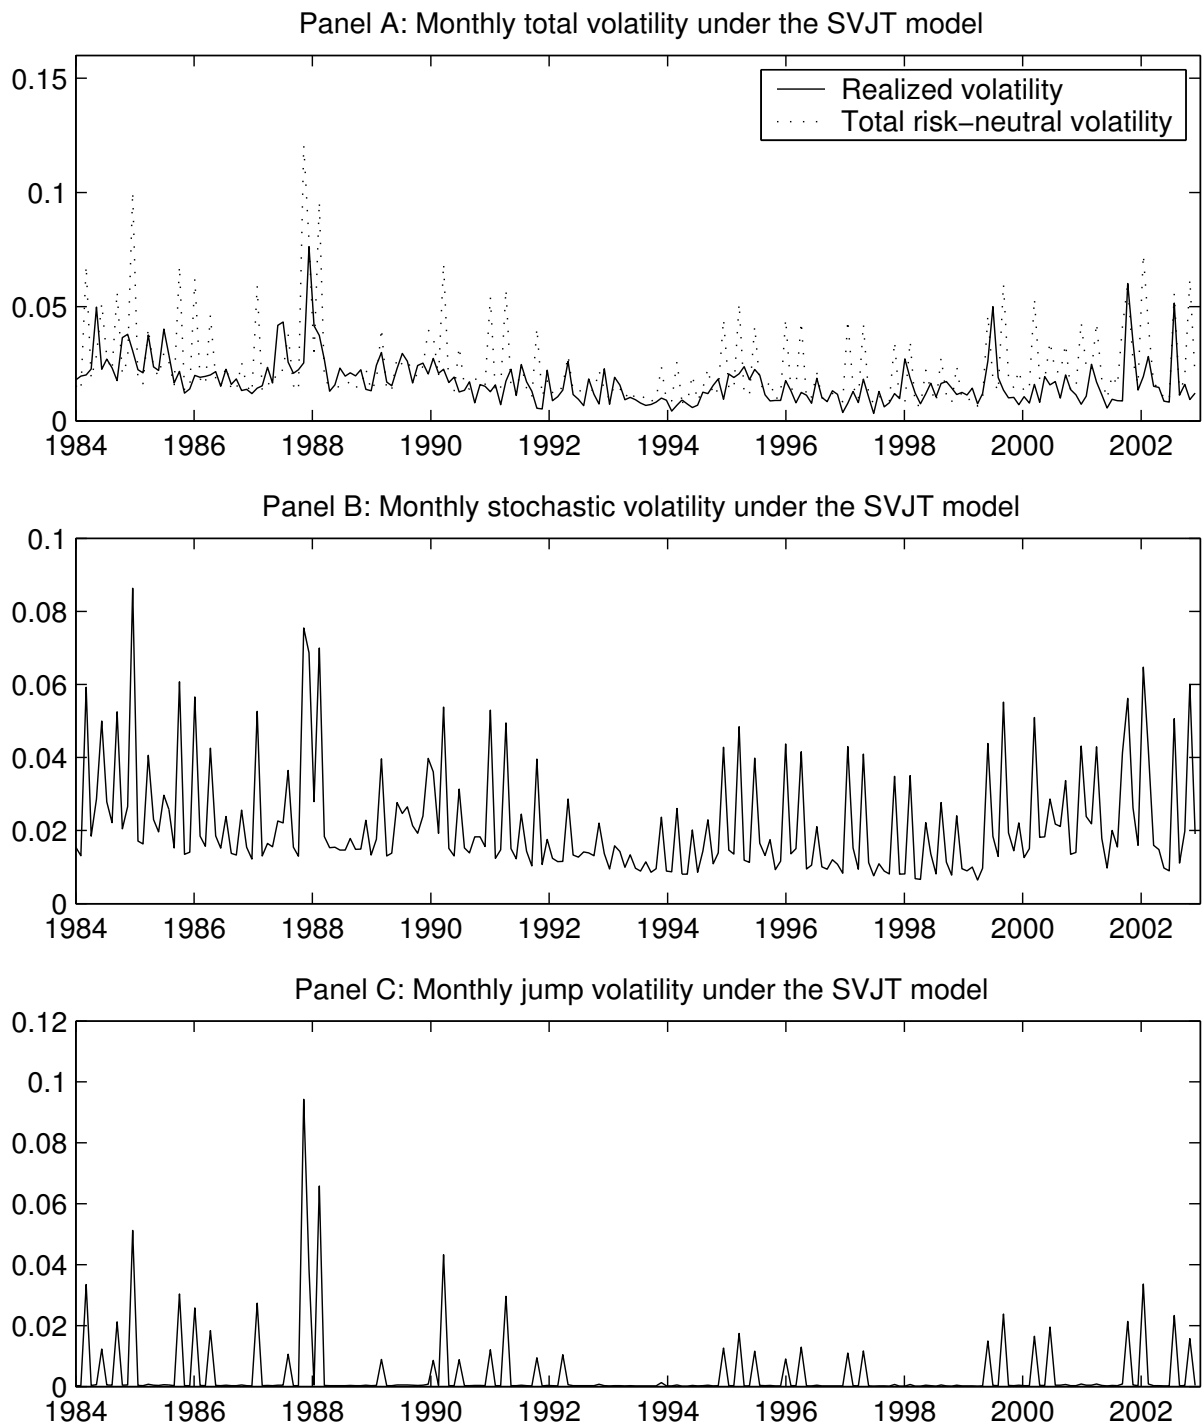 Panel A: Monthly total volatility under the SVJT model
0.15
Realized volatility
Total risk−neutral volatility
0.1
0.05
0
1984 1986 1988 1990 1992 1994 1996 1998 2000 2002
Panel B: Monthly stochastic volatility under the SVJT model
0.1
0.08
0.06
0.04
0.02
0
1984 1986 1988 1990 1992 1994 1996 1998 2000 2002
Panel C: Monthly jump volatility under the SVJT model
0.12
0.1
0.08
0.06
0.04
0.02
0
1984 1986 1988 1990 1992 1994 1996 1998 2000 2002